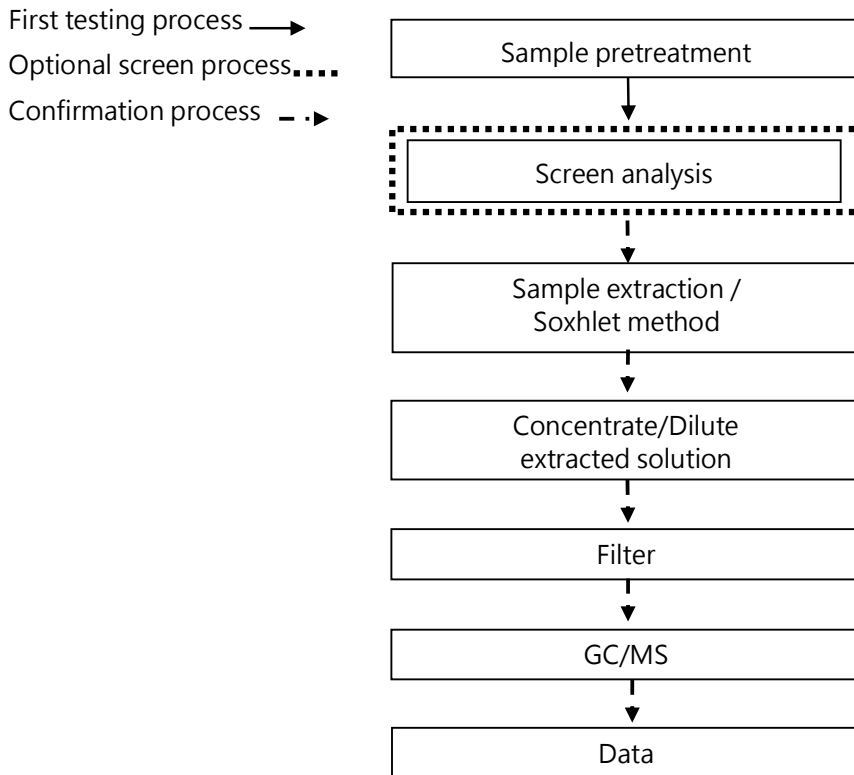 First testing process
Optional screen process
Confirmation process
Sample pretreatment
Screen analysis
Sample extraction /
Soxhlet method
Concentrate/Dilute
extracted solution
Filter
GC/MS
Data